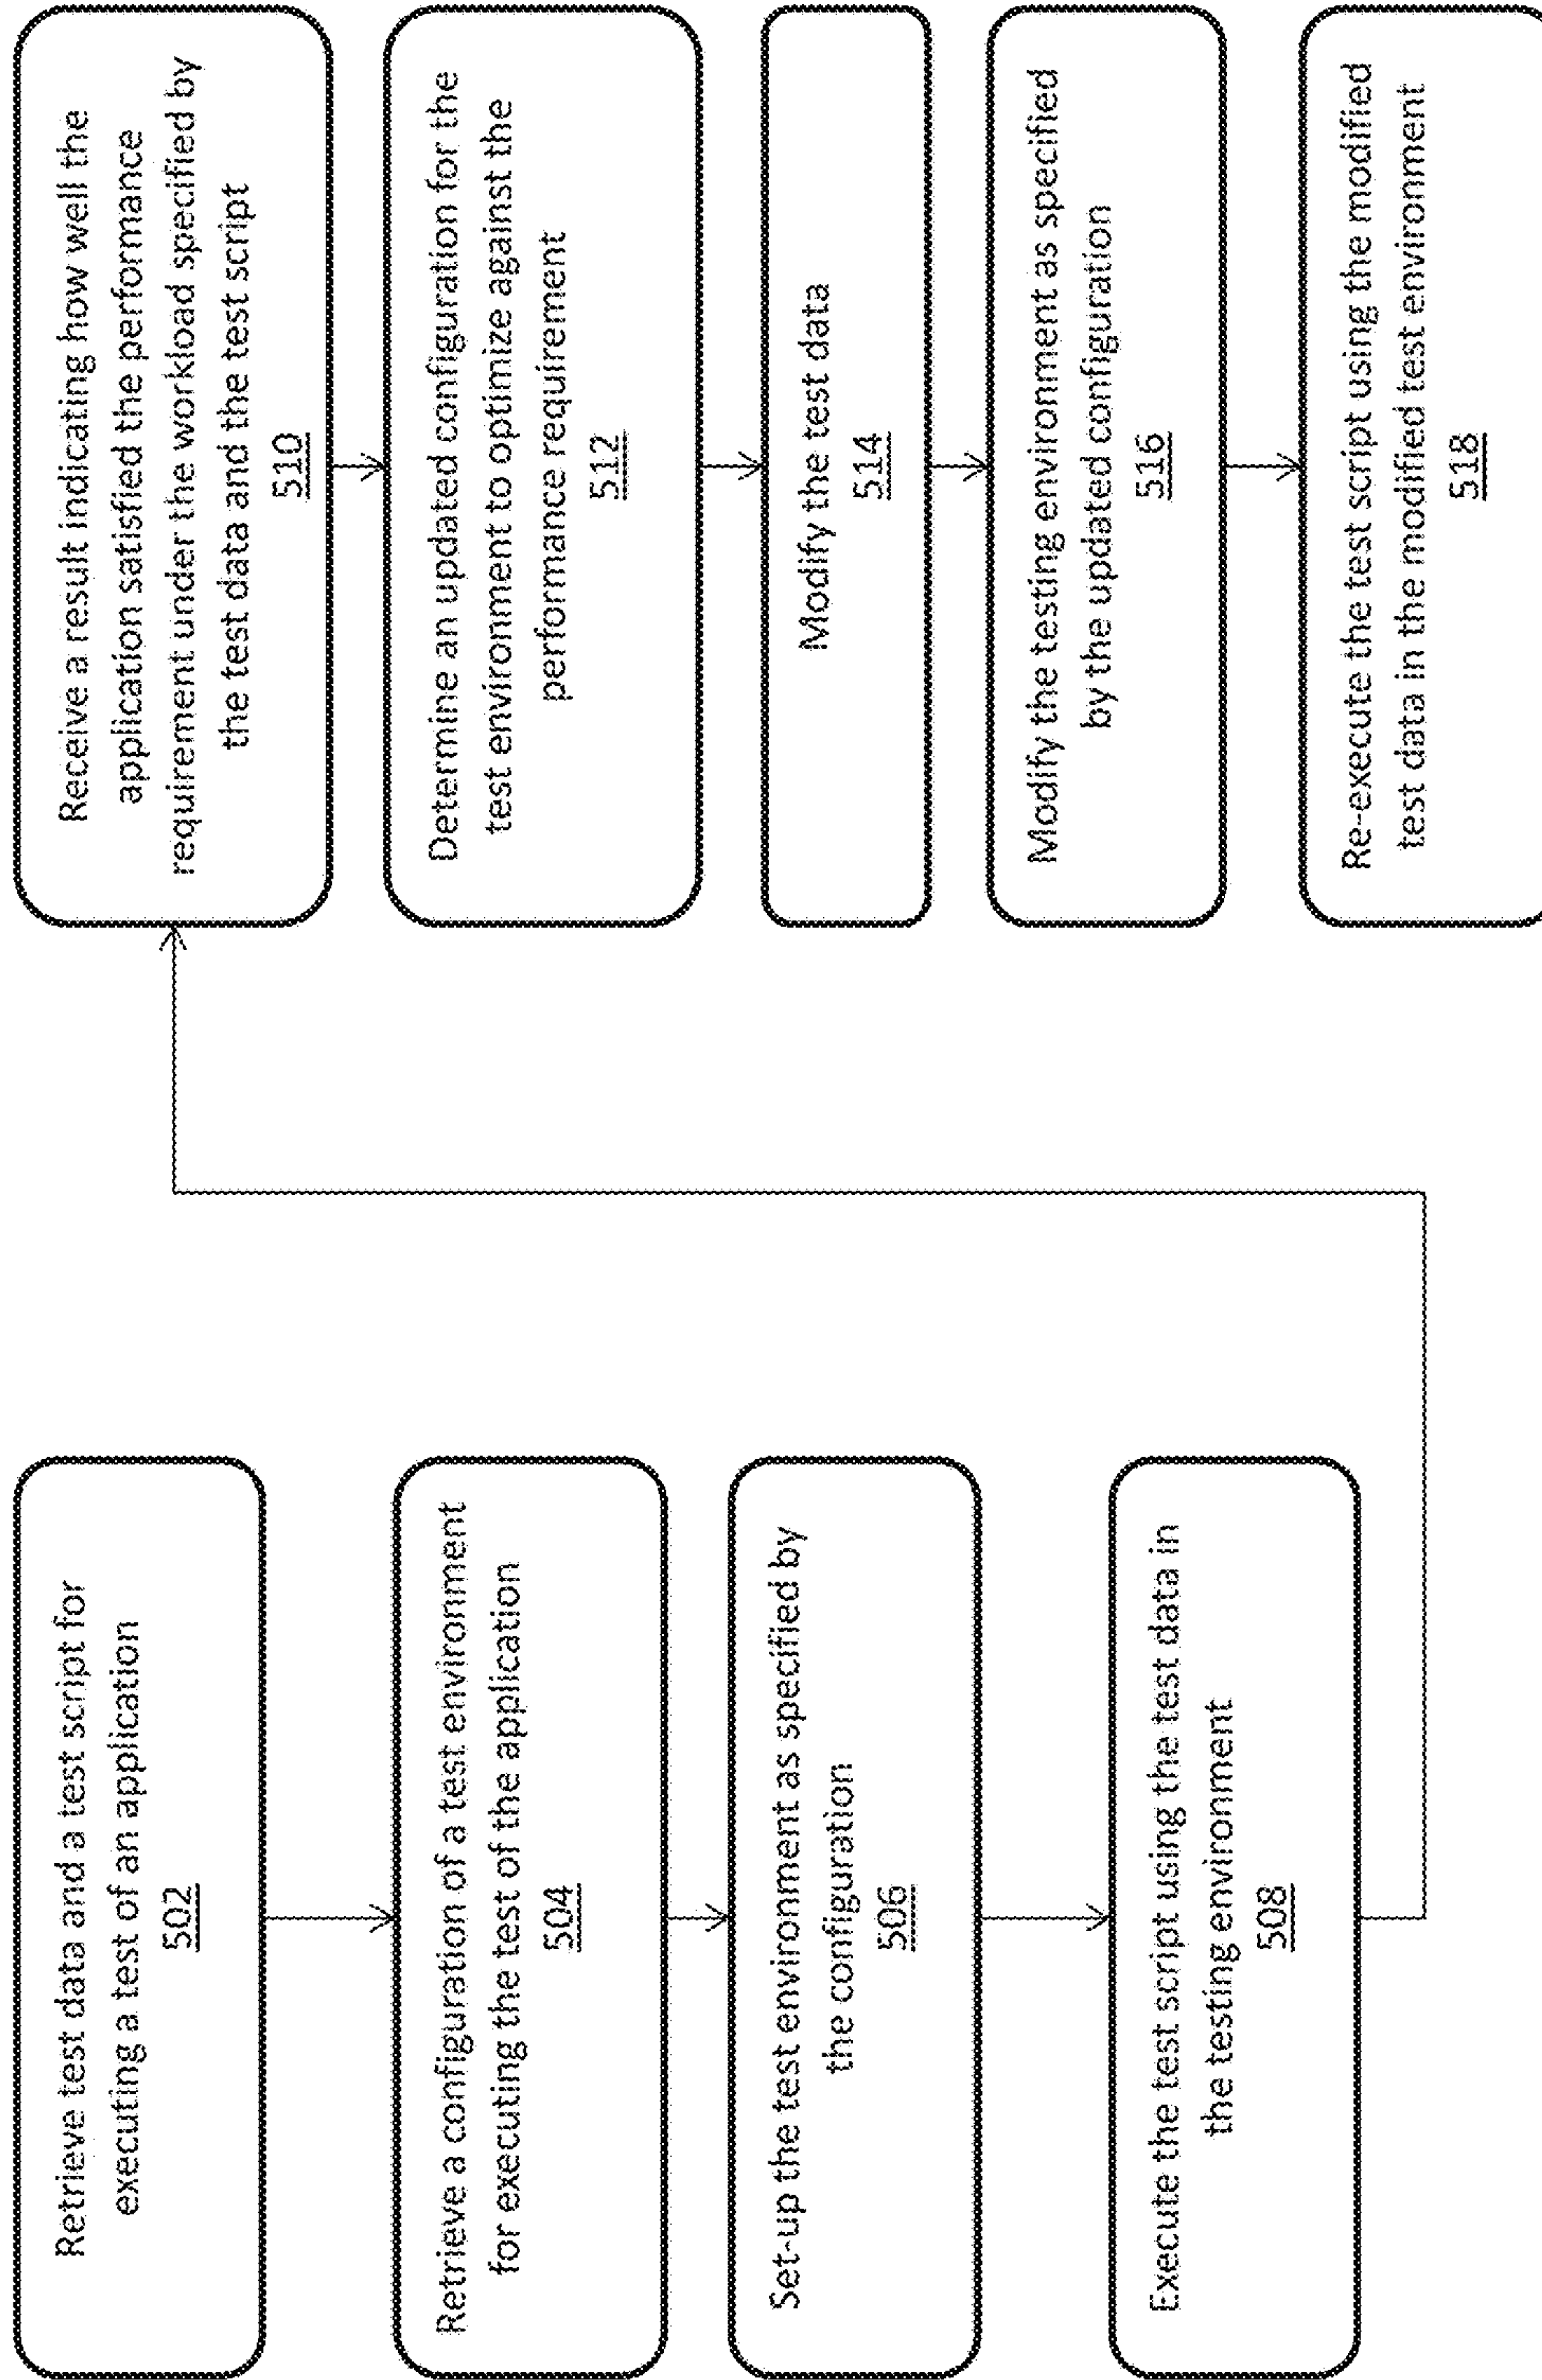 Retrieve test data and a test script for
executing a test of an application
502
Retrieve a configuration of a test environment
for executing the test of the application
504
Set-up the test environment as specified by
the configuration
506
Execute the test script using the test data in
the testing environment
508
Receive a result indicating how well the
application satisfied the performance
requirement under the workload specified by
the test data and the test script
510
Determine an updated configuration for the
test environment to optimize against the
performance requirement
512
Modify the test data
514
Modify the testing environment as specified
by the updated configuration
516
Re-execute the test script using the modified
test data in the modified test environment
518